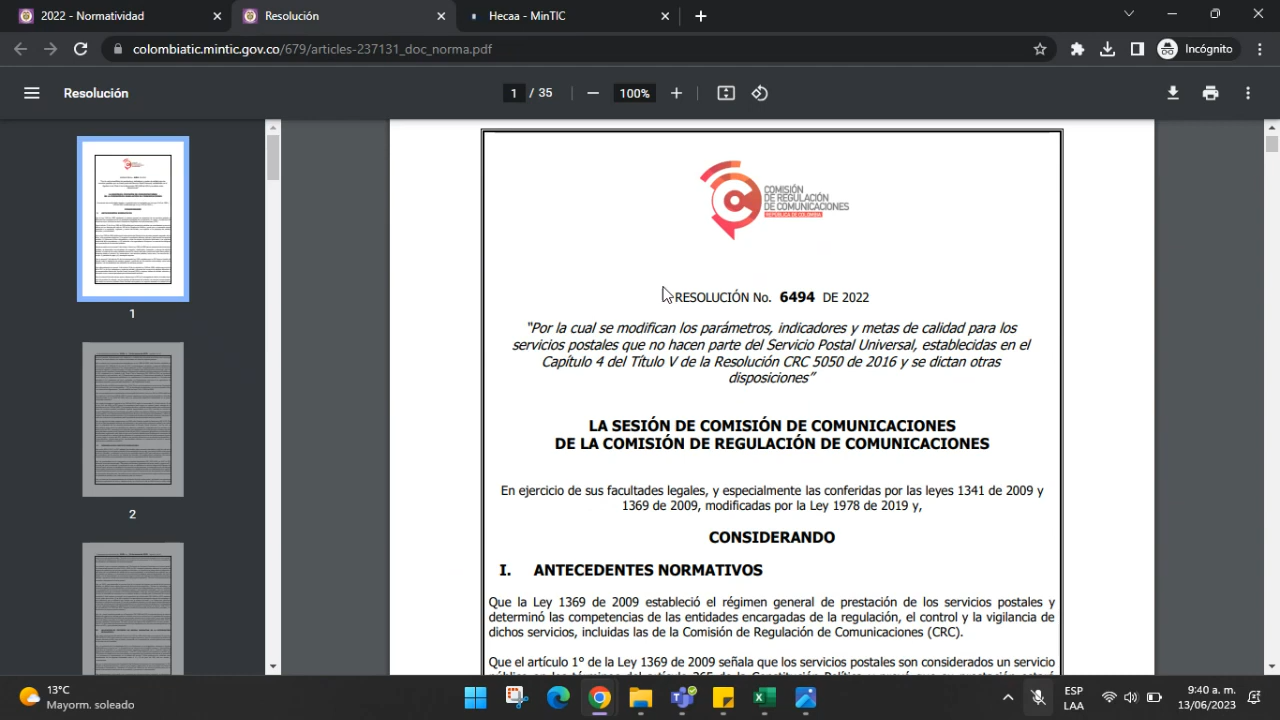 2022 - Normatividad
Resolución
Hecaa - MinTIC
colombiatic.mintic.gov.co/679/articles-237131_doc_norma.pdf
Incógnito
Resolución
1 / 35
100%
COMISIÓN
DE REGULACIÓN
DE COMUNICACIONES
REPÚBLICA DE COLOMBIA
RESOLUCIÓN No. 6494 DE 2022
“Por la cual se modifican los parámetros, indicadores y metas de calidad para los
servicios postales que no hacen parte del Servicio Postal Universal, establecidas en el
Capítulo 4 del Título V de la Resolución CRC 5050 de 2016 y se dictan otras
disposiciones”
LA SESIÓN DE COMISIÓN DE COMUNICACIONES
DE LA COMISIÓN DE REGULACIÓN DE COMUNICACIONES
En ejercicio de sus facultades legales, y especialmente las conferidas por las leyes 1341 de 2009 y
1369 de 2009, modificadas por la Ley 1978 de 2019 y,
CONSIDERANDO
I. ANTECEDENTES NORMATIVOS
Que la Ley 1369 de 2009 estableció el régimen general de prestación de los servicios postales y
determinó las competencias de las entidades encargadas de la regulación, el control y la vigilancia de
dichos servicios, incluidas las de la Comisión de Regulación de Comunicaciones (CRC).
Que el artículo 1° de la Ley 1369 de 2009 señala que los servicios postales son considerados un servicio
1
2
13°C
Mayorm. soleado
ESP
LAA
9:40 a. m.
13/06/2023